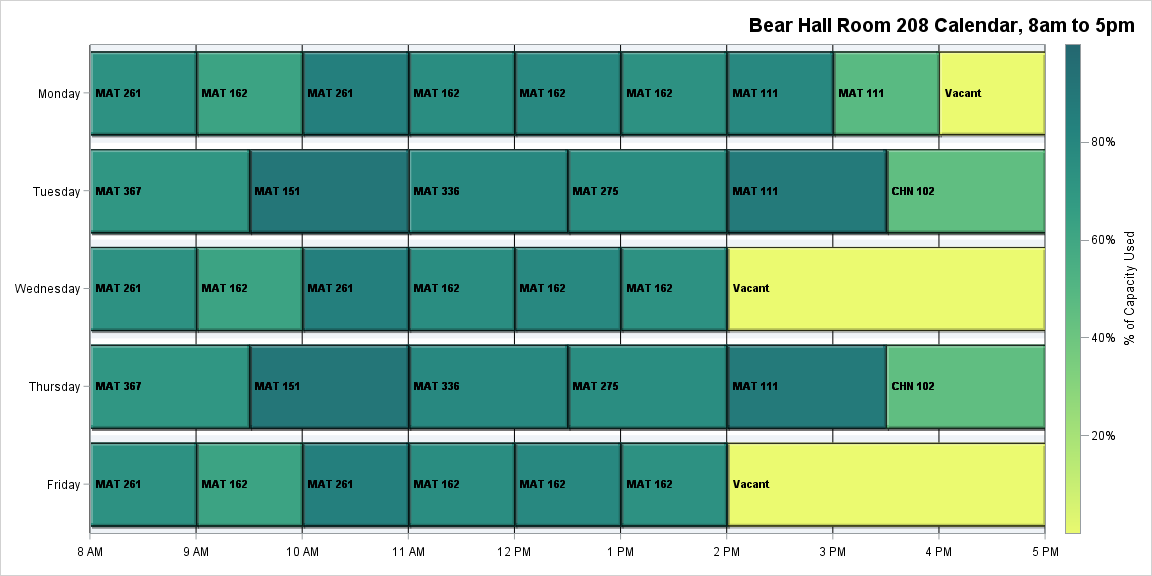 Bear Hall Room 208 Calendar, 8am to 5pm
Monday
MAT 261
MAT 162
MAT 261
MAT 162
MAT 162
MAT 162
MAT 111
MAT 111
Vacant
Tuesday
MAT 367
MAT 151
MAT 336
MAT 275
MAT 111
CHN 102
Wednesday
MAT 261
MAT 162
MAT 261
MAT 162
MAT 162
MAT 162
Vacant
Thursday
MAT 367
MAT 151
MAT 336
MAT 275
MAT 111
CHN 102
Friday
MAT 261
MAT 162
MAT 261
MAT 162
MAT 162
MAT 162
Vacant
8 AM
9 AM
10 AM
11 AM
12 PM
1 PM
2 PM
3 PM
4 PM
5 PM
80%
60%
40%
20%
% of Capacity Used